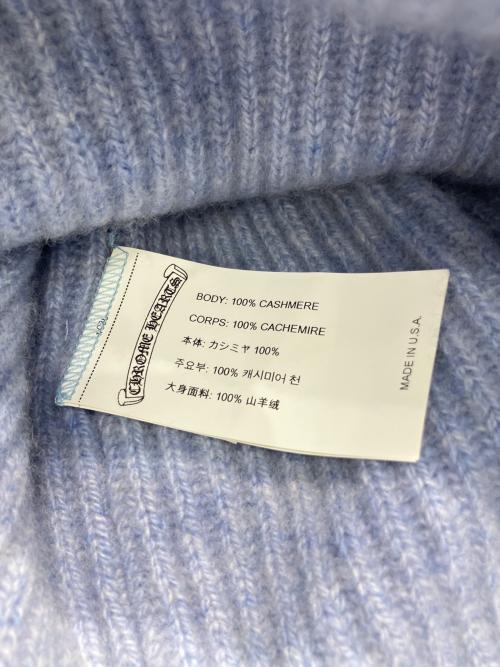 CHROME HEARTS
BODY: 100% CASHMERE
CORPS: 100% CACHEMIRE
本体: カシミヤ 100%
주요부: 100% 캐시미어 천
大身面料: 100% 山羊绒
MADE IN U.S.A.